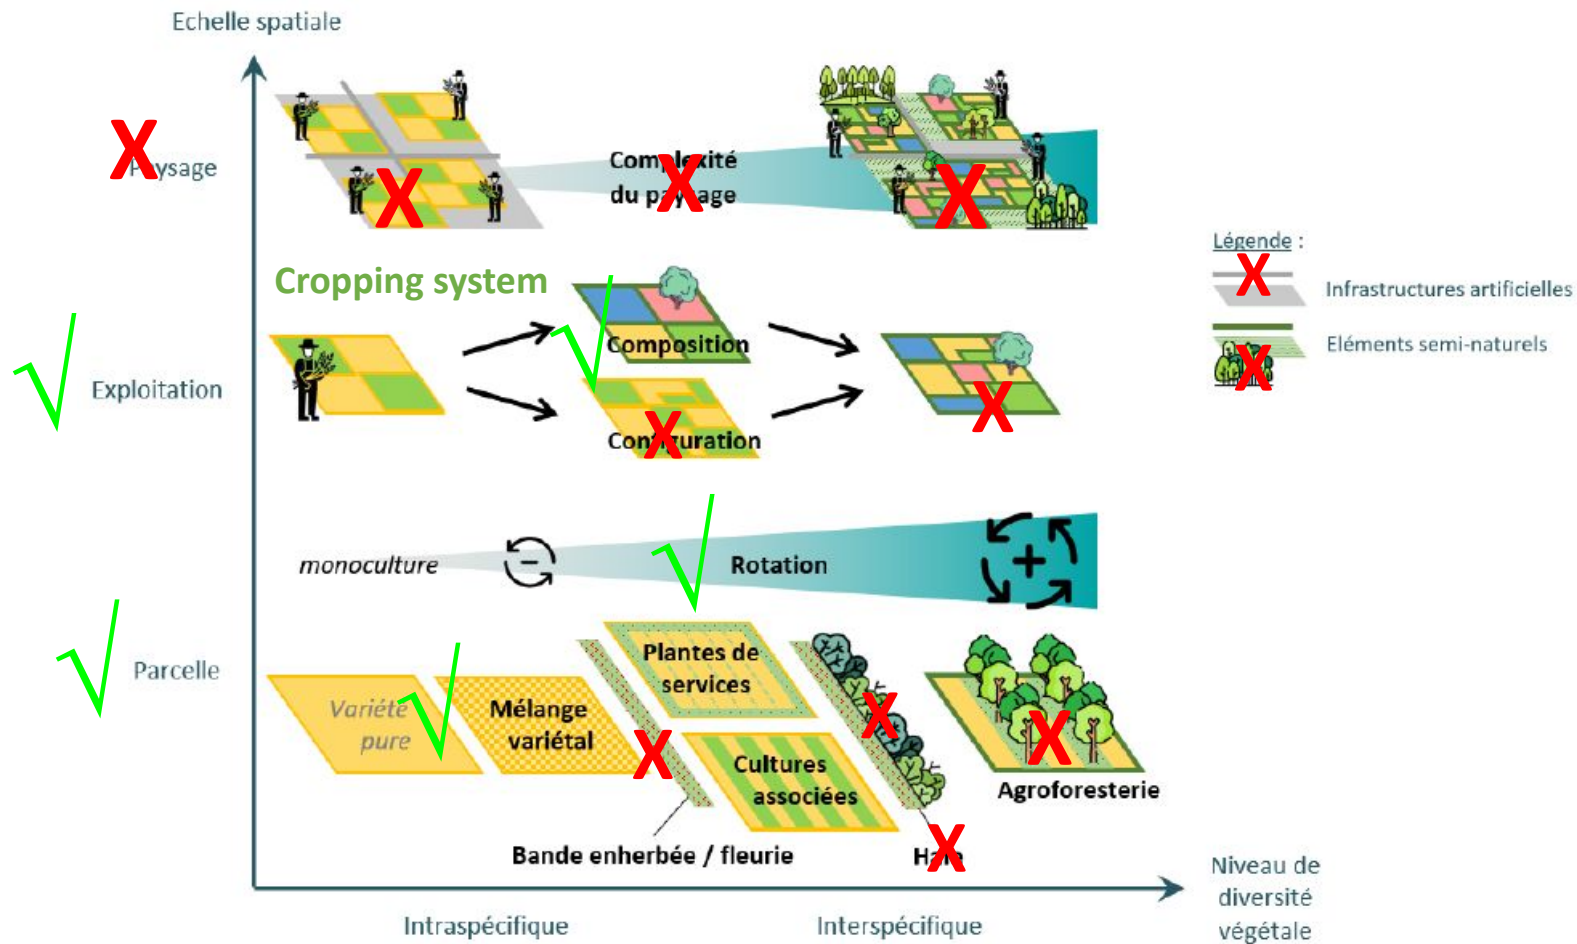 Echelle spatiale
Paysage
Complexité
du paysage
Légende :
Infrastructures artificielles
Eléments semi-naturels
Cropping system
Composition
Exploitation
Configuration
monoculture
Rotation
Parcelle
Variété
pure
Mélange
variétal
Plantes de
services
Cultures
associées
Agroforesterie
Bande enherbée / fleurie
Haie
Niveau de
diversité
végétale
Intraspécifique
Interspécifique